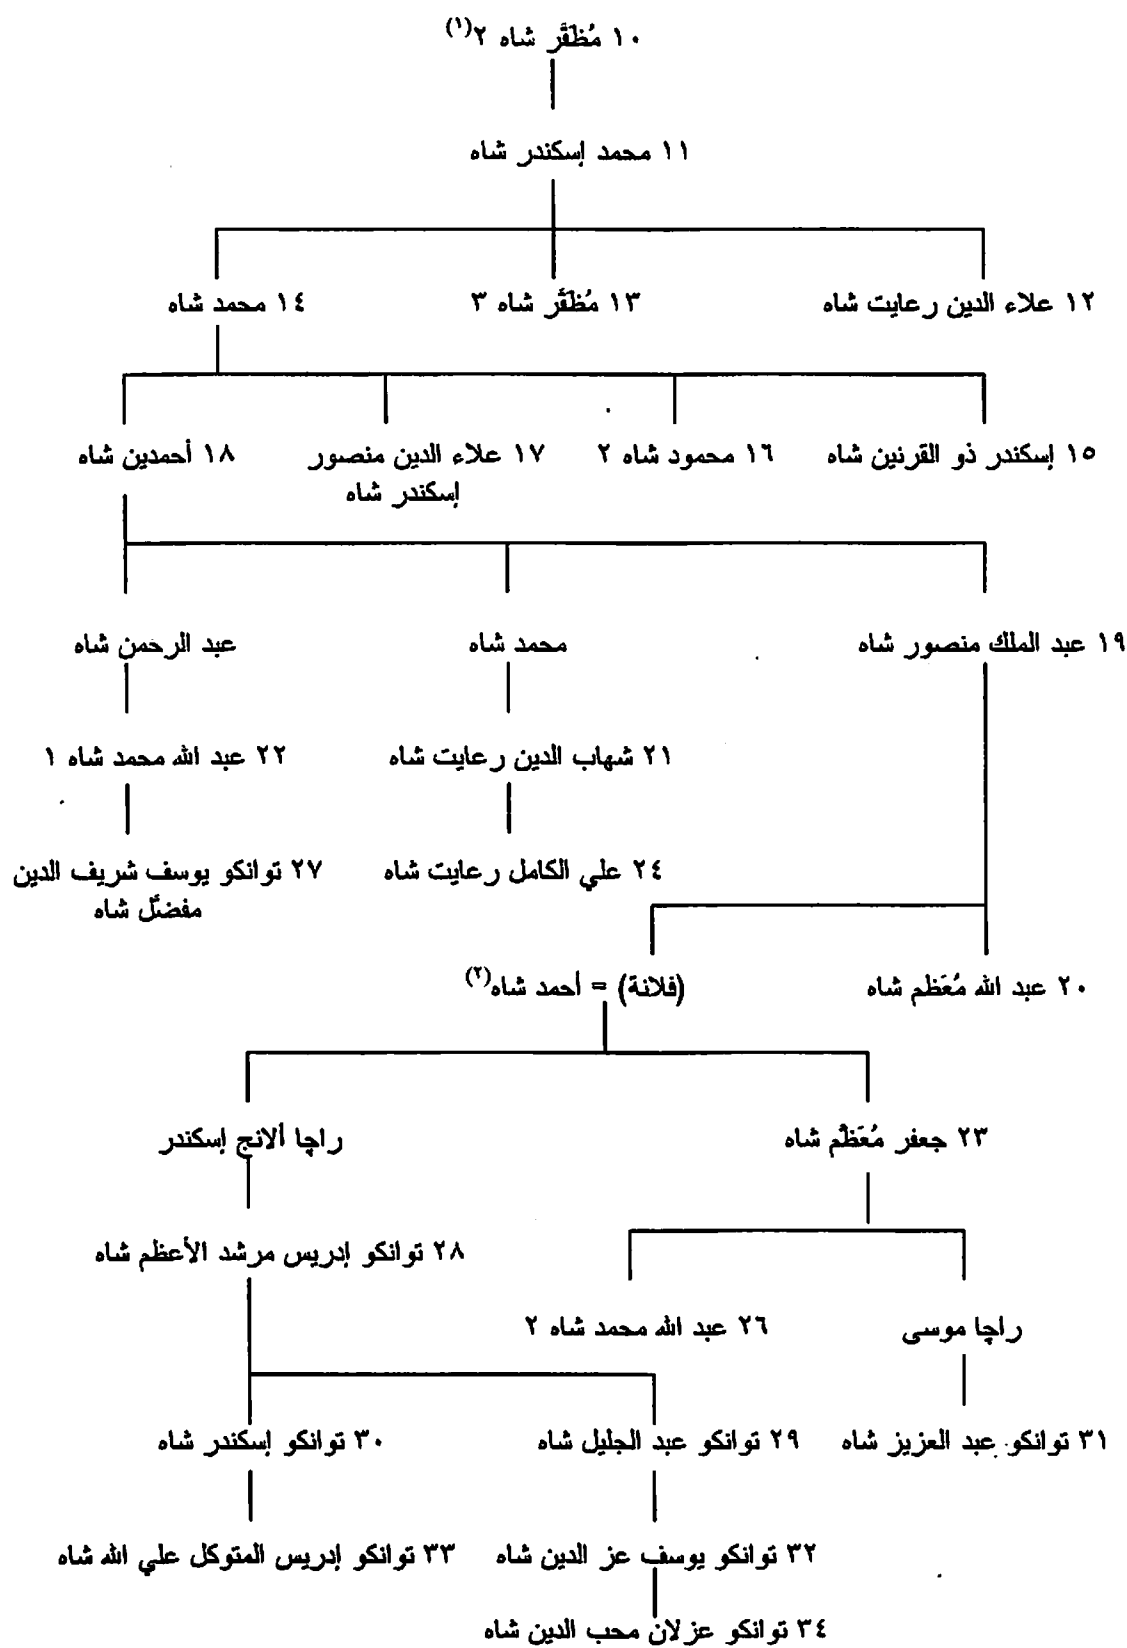 ١٠ مُظَفَّر شاه ٢(١)
١١ محمد إسكندر شاه
١٢ علاء الدين رعايت شاه
١٣ مُظَفَّر شاه ٣
١٤ محمد شاه
١٥ إسكندر ذو القرنين شاه
١٦ محمود شاه ٢
١٧ علاء الدين منصور
إسكندر شاه
١٨ أحمدين شاه
١٩ عبد الملك منصور شاه
محمد شاه
عبد الرحمن شاه
٢١ شهاب الدين رعايت شاه
٢٢ عبد الله محمد شاه ١
٢٤ علي الكامل رعايت شاه
٢٧ توانكو يوسف شريف الدين
مفضَّل شاه
٢٠ عبد الله مُعَظم شاه
(فلانة) = أحمد شاه(٢)
٢٣ جعفر مُعَظَّم شاه
راچا ألانج إسكندر
٢٨ توانكو إدريس مرشد الأعظم شاه
راچا موسى
٢٦ عبد الله محمد شاه ٢
٣١ توانكو عبد العزيز شاه
٢٩ توانكو عبد الجليل شاه
٣٠ توانكو إسكندر شاه
٣٢ توانكو يوسف عز الدين شاه
٣٣ توانكو إدريس المتوكل علي الله شاه
٣٤ توانكو عزلان محب الدين شاه